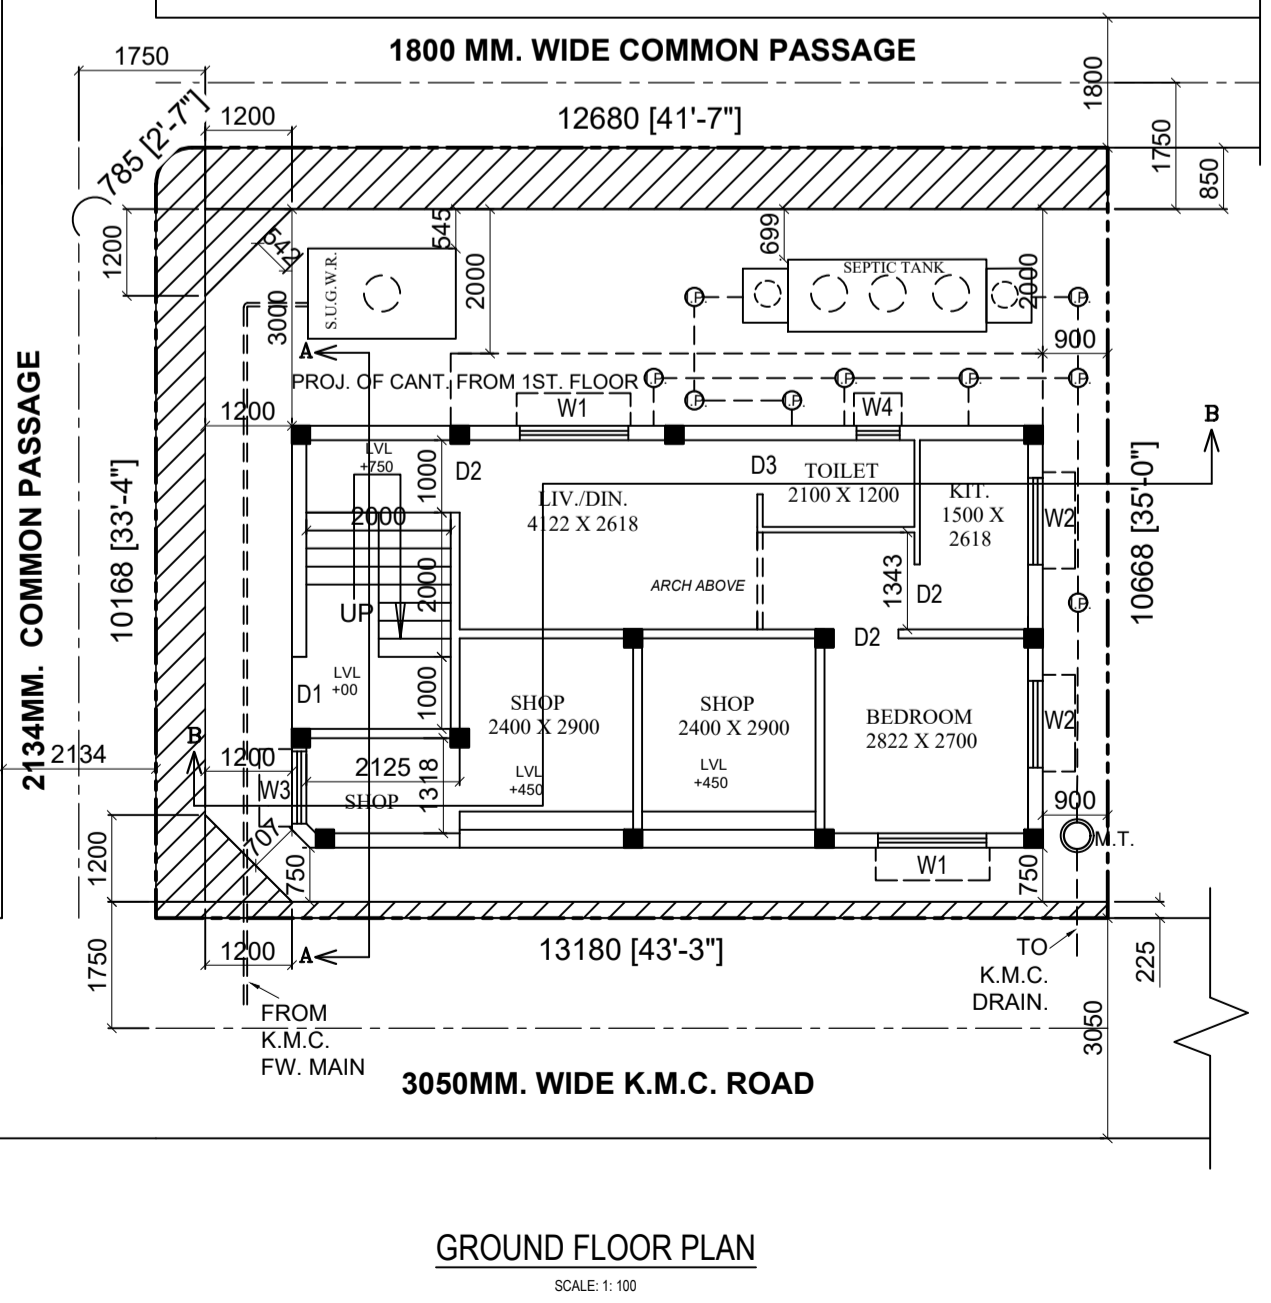 1800 MM. WIDE COMMON PASSAGE
1750
1800
785 [2'-7"]
1200
12680 [41'-7"]
1750
850
1200
542
545
699
2000
2000
3000
S.U.G.W.R.
SEPTIC TANK
I.P.
I.P.
900
A
PROJ. OF CANT. FROM 1ST. FLOOR
I.P.
I.P.
I.P.
I.P.
I.P.
I.P.
1200
W1
W4
B
2134MM. COMMON PASSAGE
10168 [33'-4"]
LVL
+750
1000
D2
D3
TOILET
2100 X 1200
LIV./DIN.
4122 X 2618
KIT.
1500 X
2618
W2
10668 [35'-0"]
2000
2000
UP
ARCH ABOVE
1343
D2
I.P.
D2
LVL
+00
D1
1000
SHOP
2400 X 2900
SHOP
2400 X 2900
BEDROOM
2822 X 2700
W2
B
2134
1200
2125
1318
LVL
+450
LVL
+450
W3
SHOP
900
1200
707
750
W1
750
M.T.
1750
1200
A
13180 [43'-3"]
TO
K.M.C.
DRAIN.
225
FROM
K.M.C.
FW. MAIN
3050
3050MM. WIDE K.M.C. ROAD
GROUND FLOOR PLAN
SCALE: 1: 100